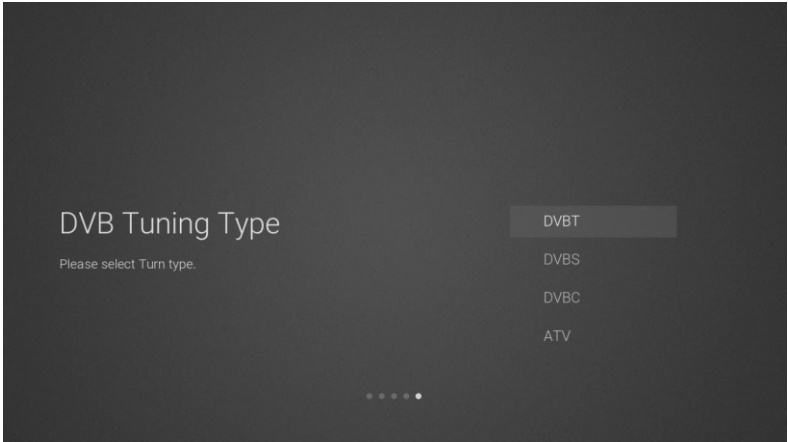 DVB Tuning Type
Please select Turn type.
DVBT
DVBS
DVBC
ATV